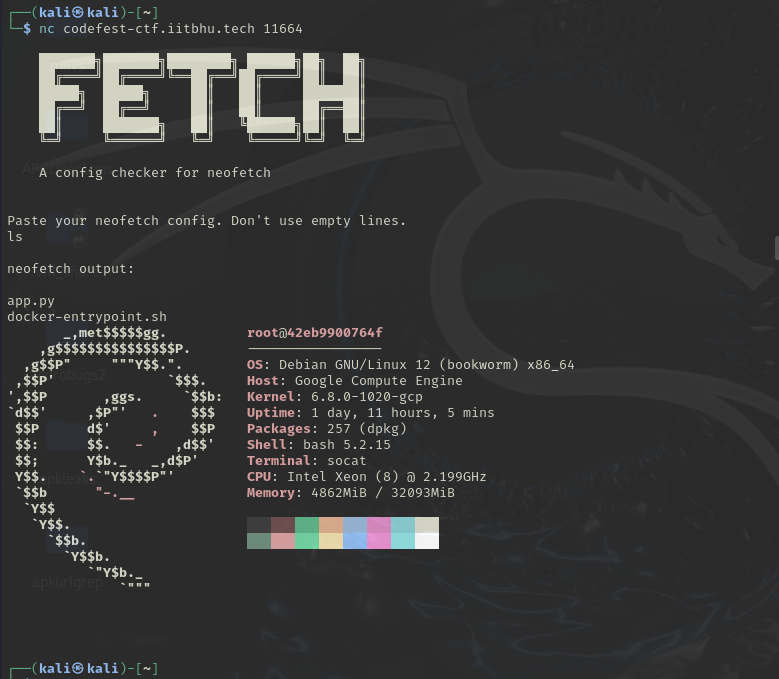 ┌──(kali㉿kali)-[~]
└─$ nc codefest-ctf.iitbhu.tech 11664
FETCH
A config checker for neofetch
Paste your neofetch config. Don't use empty lines.
ls
neofetch output:
app.py
docker-entrypoint.sh
       _,met$$$$$gg.          root@42eb9900764f
    ,g$$$$$$$$$$$$$$$P.       -----------------
  ,g$$P"     """Y$$.".        OS: Debian GNU/Linux 12 (bookworm) x86_64
 ,$$P'              `$$$.     Host: Google Compute Engine
',$$P       ,ggs.     `$$b:   Kernel: 6.8.0-1020-gcp
`d$$'     ,$P"'   .    $$$    Uptime: 1 day, 11 hours, 5 mins
 $$P      d$'     ,    $$P    Packages: 257 (dpkg)
 $$:      $$.   -    ,d$$'    Shell: bash 5.2.15
 $$;      Y$b._   _,d$P'      Terminal: socat
 Y$$.    `.`"Y$$$$P"'         CPU: Intel Xeon (8) @ 2.199GHz
 `$$b      "-.__              Memory: 4862MiB / 32093MiB
  `Y$$
   `Y$$.
     `$$b.
       `Y$$b.
          `"Y$b._
              `"""
┌──(kali㉿kali)-[~]